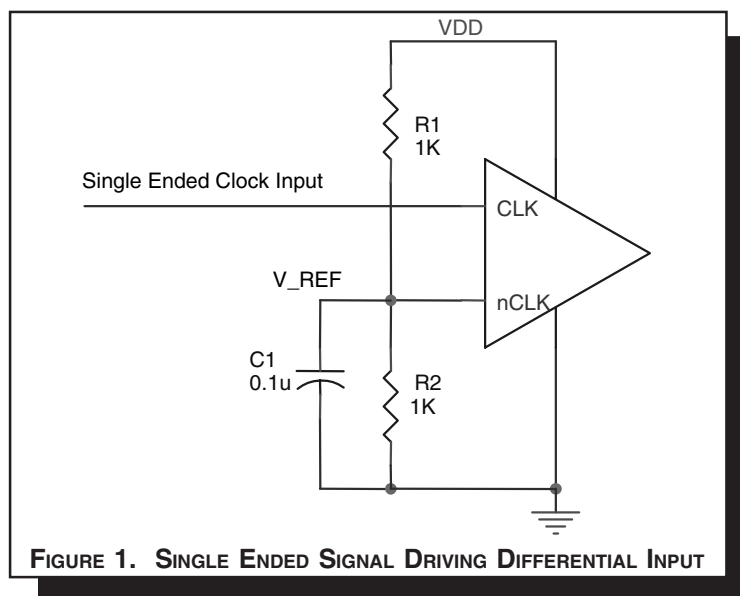 VDD
R1
1K
Single Ended Clock Input
CLK
V_REF
nCLK
C1
0.1u
R2
1K
FIGURE 1. SINGLE ENDED SIGNAL DRIVING DIFFERENTIAL INPUT